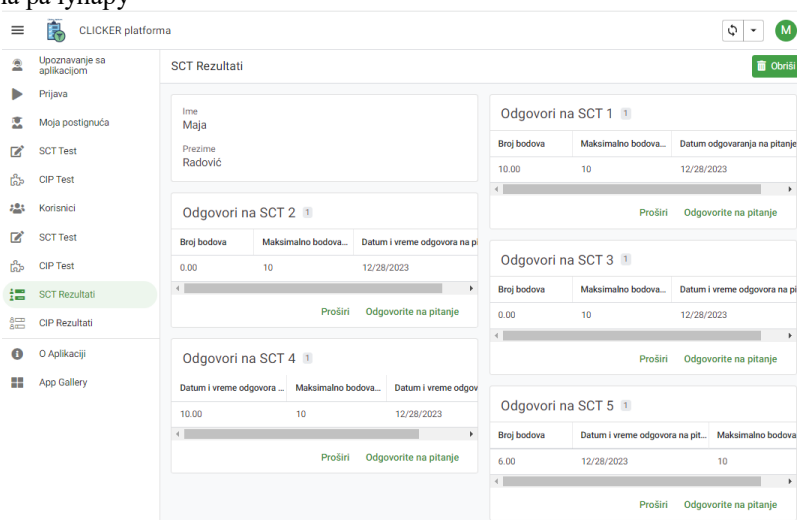 CLICKER platforma
M
Upoznavanje sa
aplikacijom
Prijava
Moja postignuća
SCT Test
CIP Test
Korisnici
SCT Test
CIP Test
SCT Rezultati
CIP Rezultati
O Aplikaciji
App Gallery
SCT Rezultati
Obriši
Ime
Maja
Prezime
Radović
Odgovori na SCT 1 1
Broj bodova Maksimalno bodova... Datum odgovaranja na pitanje
10.00 10 12/28/2023
Proširi Odgovorite na pitanje
Odgovori na SCT 2 1
Broj bodova Maksimalno bodova... Datum i vreme odgovora na pi
0.00 10 12/28/2023
Proširi Odgovorite na pitanje
Odgovori na SCT 3 1
Broj bodova Maksimalno bodova... Datum i vreme odgovora na pi
0.00 10 12/28/2023
Proširi Odgovorite na pitanje
Odgovori na SCT 4 1
Datum i vreme odgovora ... Maksimalno bodova... Datum i vreme odgov
10.00 10 12/28/2023
Proširi Odgovorite na pitanje
Odgovori na SCT 5 1
Broj bodova Datum i vreme odgovora na pit... Maksimalno bodova
6.00 12/28/2023 10
Proširi Odgovorite na pitanje